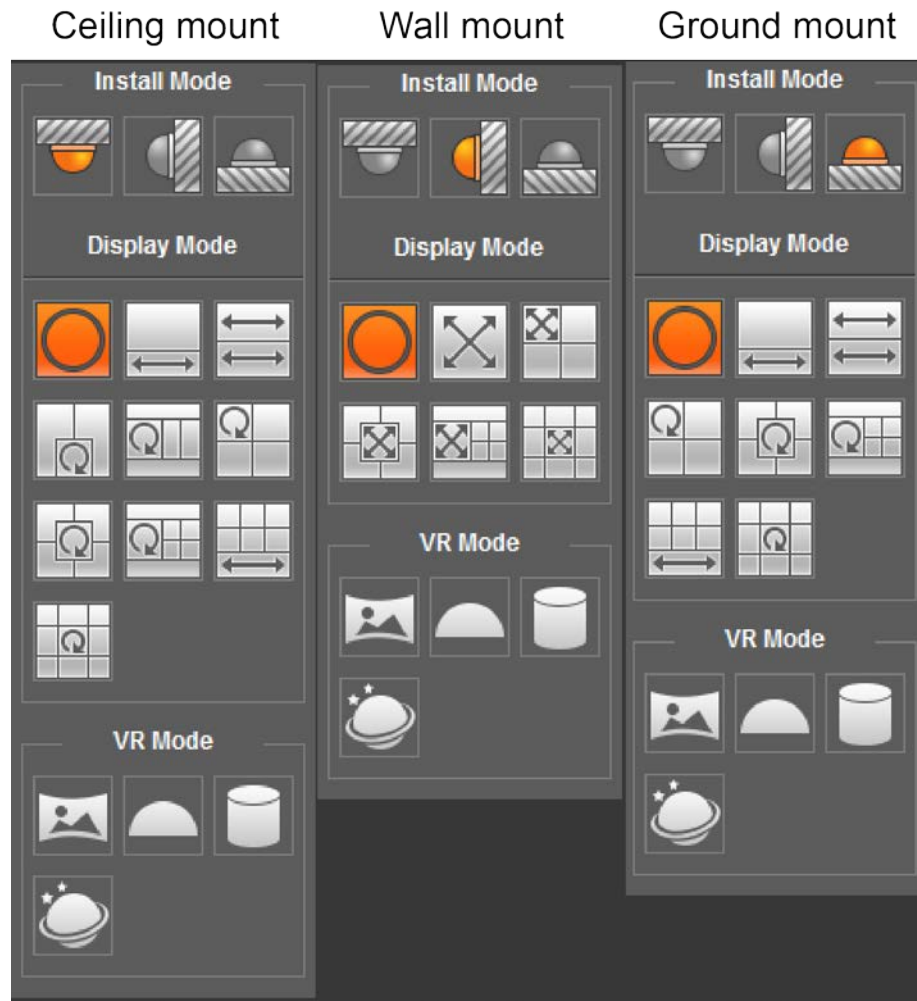 Ceiling mount
Wall mount
Ground mount
Install Mode
Install Mode
Install Mode
Display Mode
Display Mode
Display Mode
VR Mode
VR Mode
VR Mode